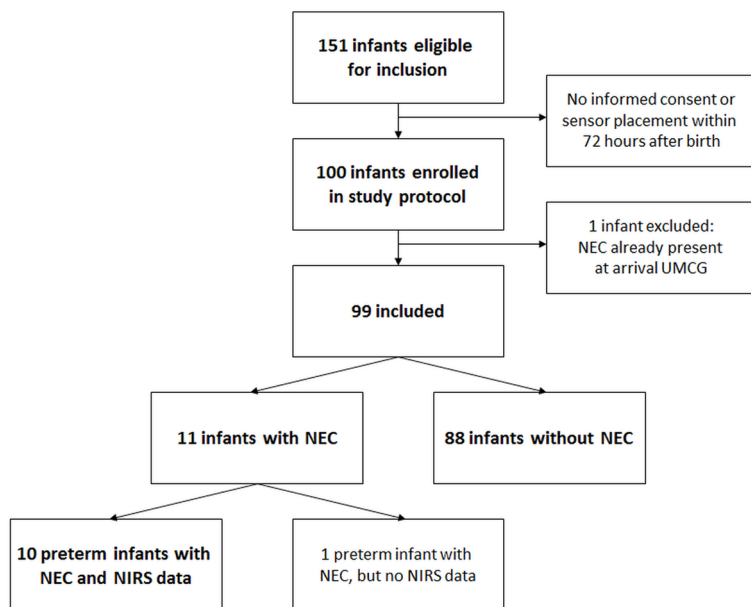 151 infants eligible
for inclusion
No informed consent or
sensor placement within
72 hours after birth
100 infants enrolled
in study protocol
1 infant excluded:
NEC already present
at arrival UMCG
99 included
11 infants with NEC
88 infants without NEC
10 preterm infants with
NEC and NIRS data
1 preterm infant with
NEC, but no NIRS data